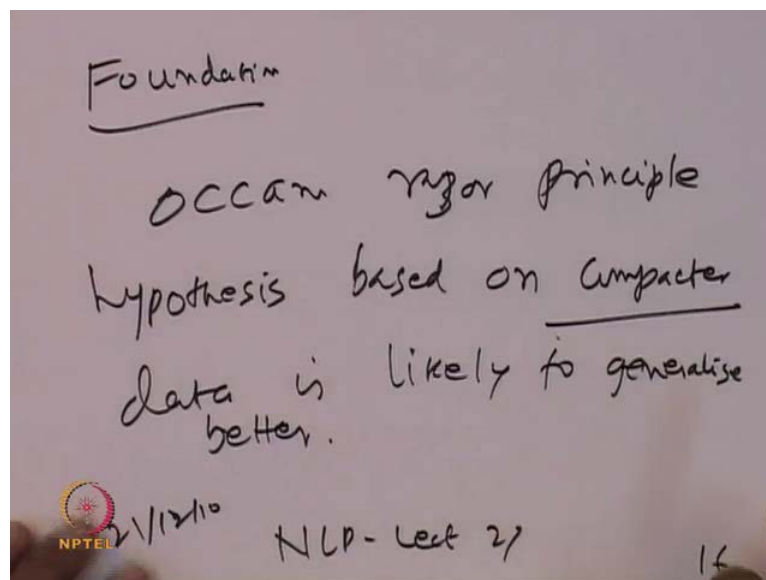 Foundation
Occam razor principle
hypothesis based on compacter
data is likely to generalise
better.
21/12/10
NPTEL
NLP - Lect 27